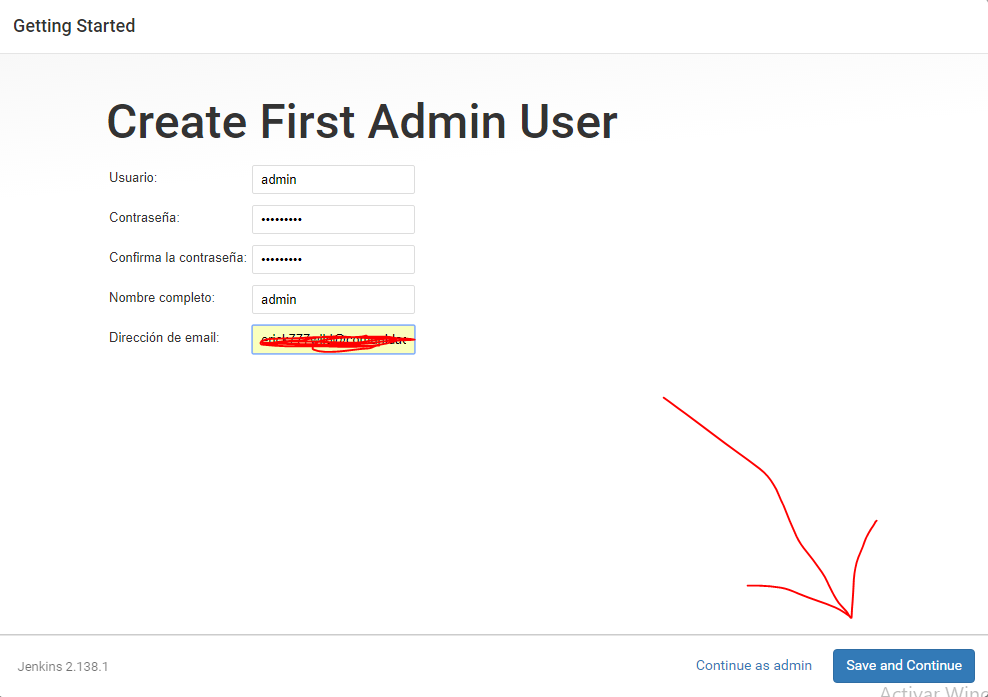 Getting Started
Create First Admin User
Usuario: admin
Contraseña: •••••••••
Confirma la contraseña: •••••••••
Nombre completo: admin
Dirección de email:
Jenkins 2.138.1 Continue as admin Save and Continue
Activar Wind